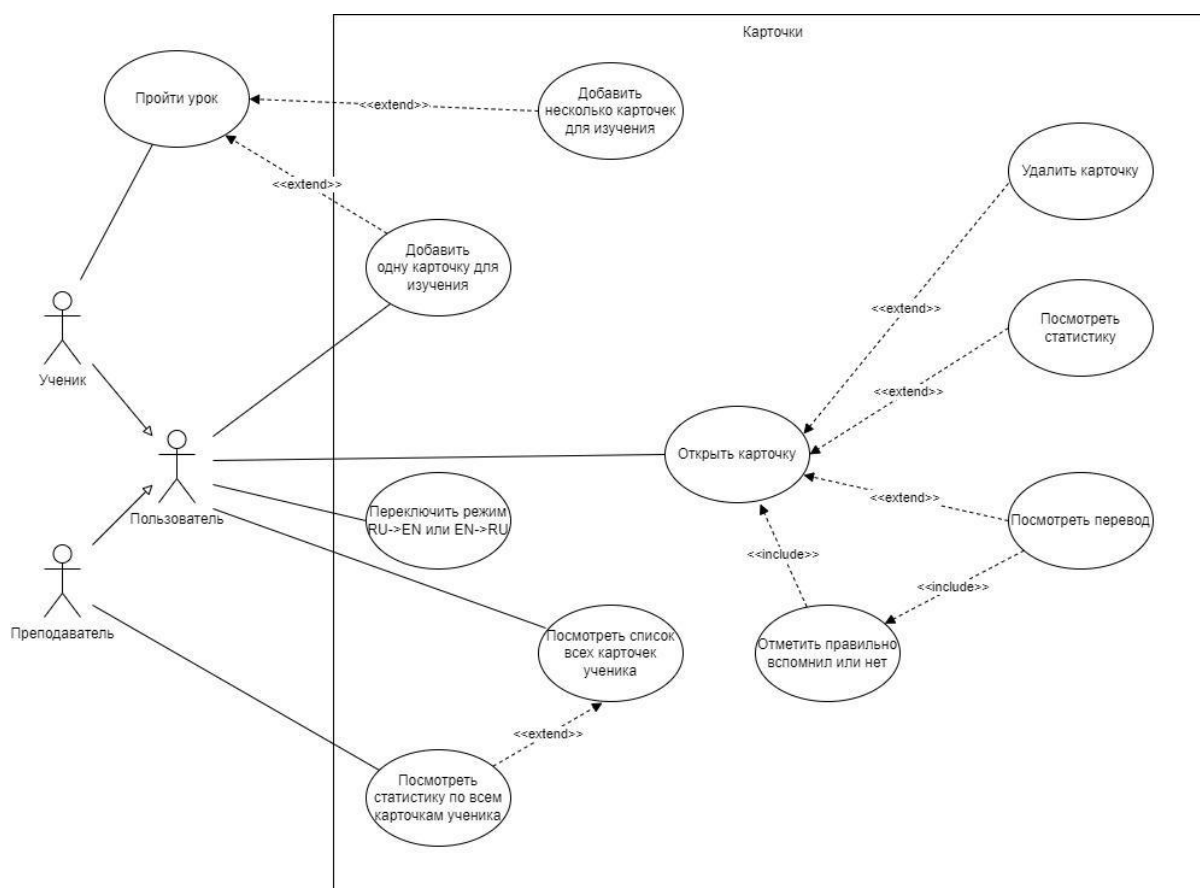 Карточки
Пройти урок
<<extend>>
Добавить
несколько карточек
для изучения
Удалить карточку
<<extend>>
Добавить
одну карточку для
изучения
<<extend>>
Посмотреть
статистику
Ученик
<<extend>>
Открыть карточку
Пользователь
Переключить режим
RU->EN или EN->RU
<<extend>>
Посмотреть перевод
<<include>>
<<include>>
Преподаватель
Посмотреть список
всех карточек
ученика
Отметить правильно
вспомнил или нет
<<extend>>
Посмотреть
статистику по всем
карточкам ученика